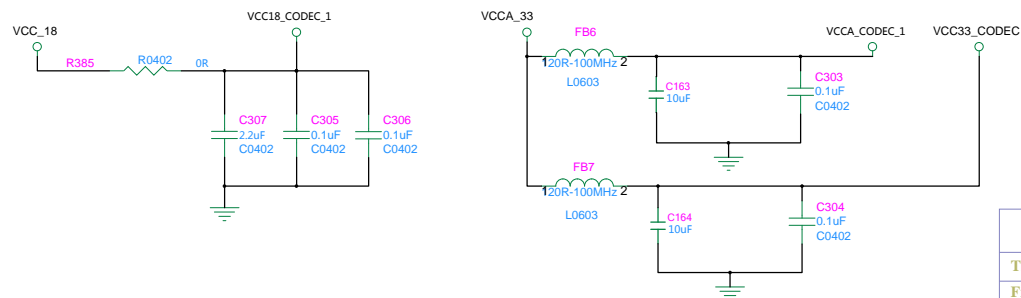 VCC_18
VCC18_CODEC_1
R385
R0402
0R
C307
2.2uF
C0402
C305
0.1uF
C0402
C306
0.1uF
C0402
VCCA_33
VCCA_CODEC_1
VCC33_CODEC
FB6
1
120R-100MHz
2
L0603
C163
10uF
C303
0.1uF
C0402
FB7
1
120R-100MHz
2
L0603
C164
10uF
C304
0.1uF
C0402
T
F